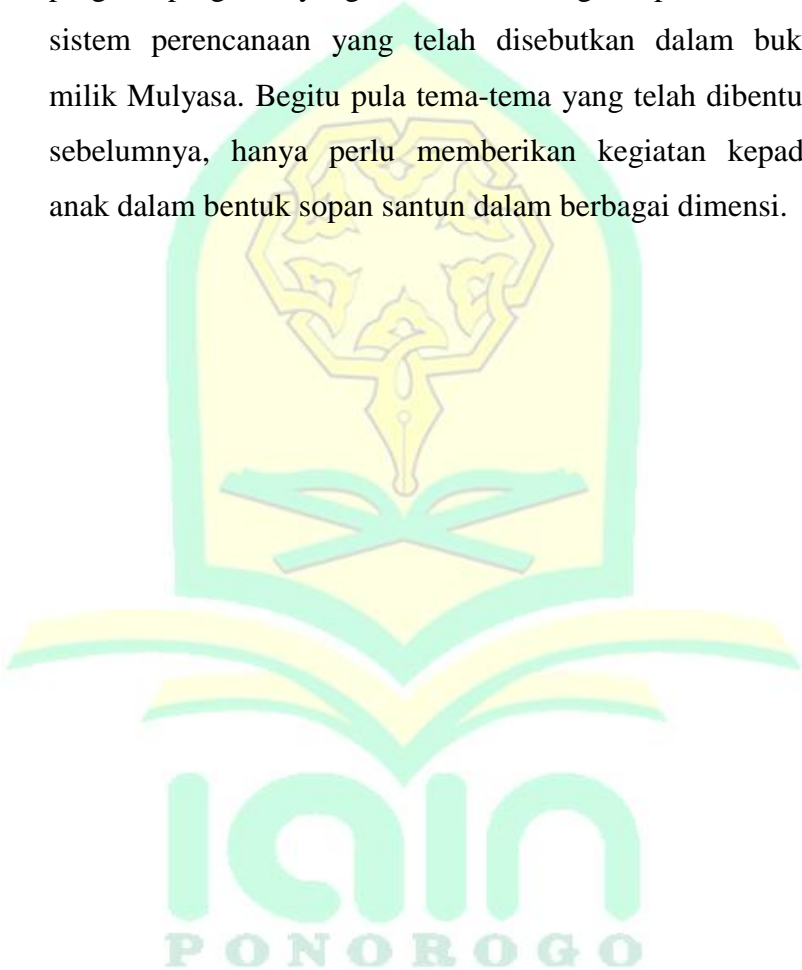 sistem perencanaan yang telah disebutkan dalam buk
milik Mulyasa. Begitu pula tema-tema yang telah dibentu
sebelumnya, hanya perlu memberikan kegiatan kepad
anak dalam bentuk sopan santun dalam berbagai dimensi.
iain
PONOROGO